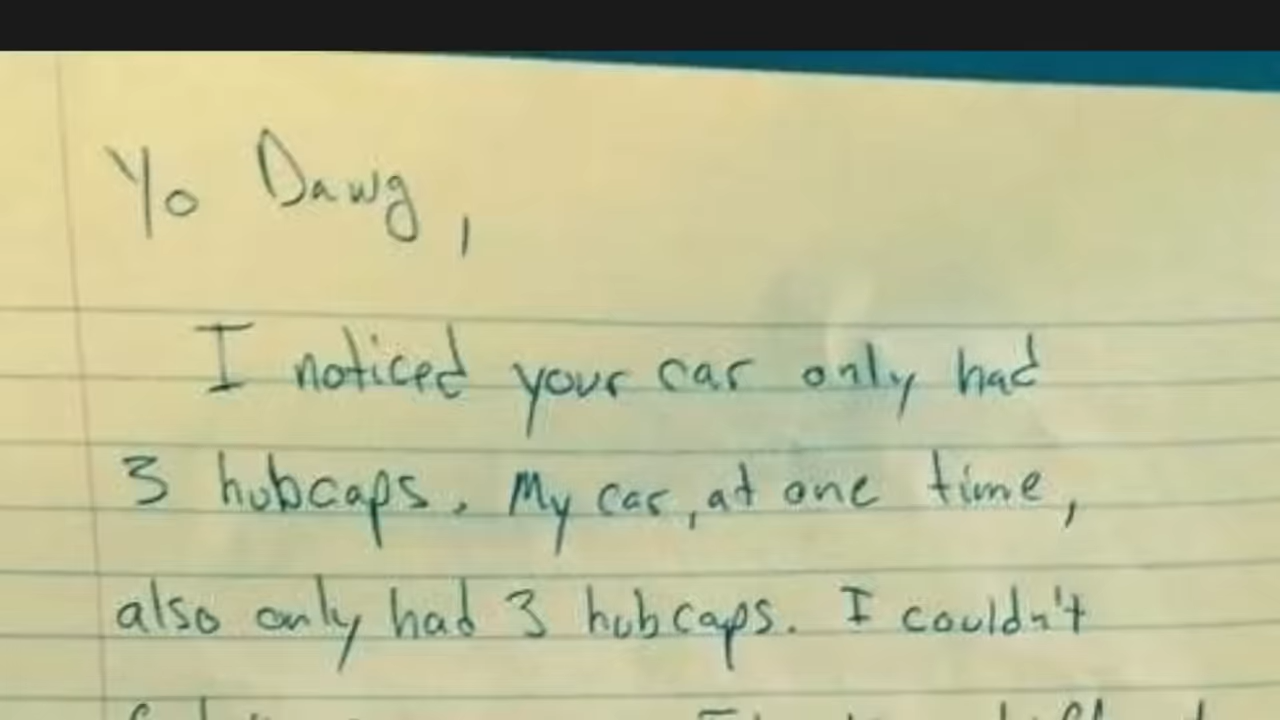 Yo Dawg,
I noticed your car only had
3 hubcaps. My car, at one time,
also only had 3 hubcaps. I couldn't